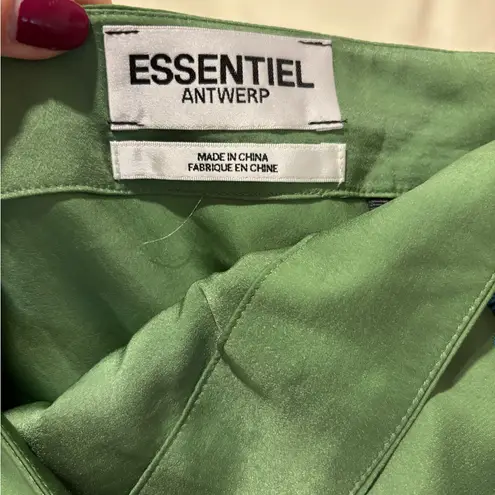 ESSENTIEL
ANTWERP
MADE IN CHINA
FABRIQUE EN CHINE